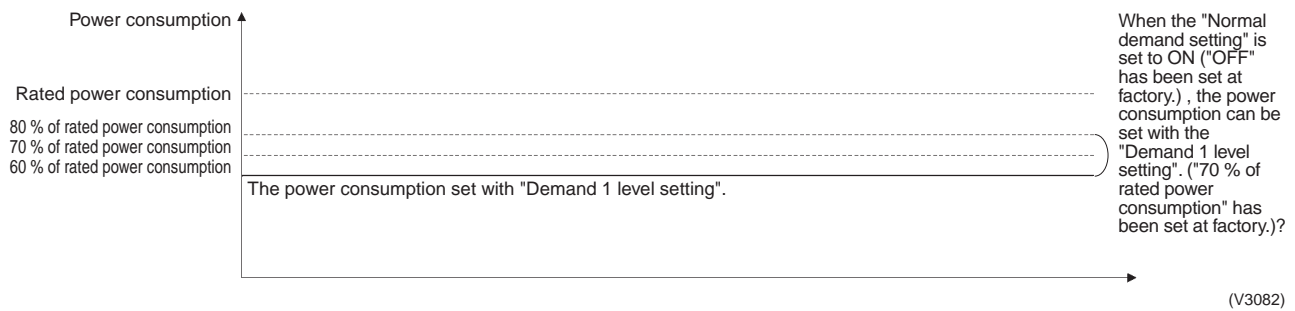 Power consumption
Rated power consumption
80 % of rated power consumption
70 % of rated power consumption
60 % of rated power consumption
The power consumption set with "Demand 1 level setting".
When the "Normal
demand setting" is
set to ON ("OFF"
has been set at
factory.) , the power
consumption can be
set with the
"Demand 1 level
setting". ("70 % of
rated power
consumption" has
been set at factory.)?
(V3082)